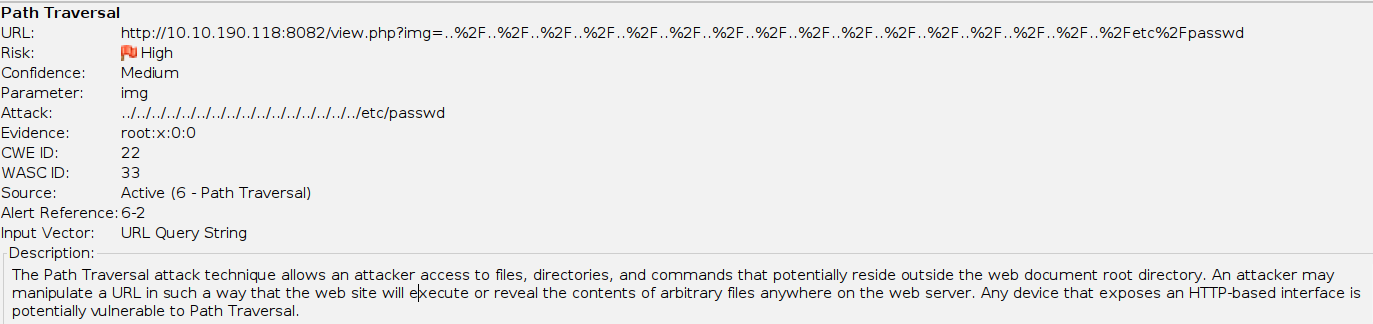 Path Traversal
URL: http://10.10.190.118:8082/view.php?img=..%2F..%2F..%2F..%2F..%2F..%2F..%2F..%2F..%2F..%2F..%2F..%2F..%2F..%2F..%2F..%2Fetc%2Fpasswd
Risk: High
Confidence: Medium
Parameter: img
Attack: ../../../../../../../../../../../../../../../../etc/passwd
Evidence: root:x:0:0
CWE ID: 22
WASC ID: 33
Source: Active (6 - Path Traversal)
Alert Reference: 6-2
Input Vector: URL Query String
Description:
The Path Traversal attack technique allows an attacker access to files, directories, and commands that potentially reside outside the web document root directory. An attacker may
manipulate a URL in such a way that the web site will execute or reveal the contents of arbitrary files anywhere on the web server. Any device that exposes an HTTP-based interface is
potentially vulnerable to Path Traversal.